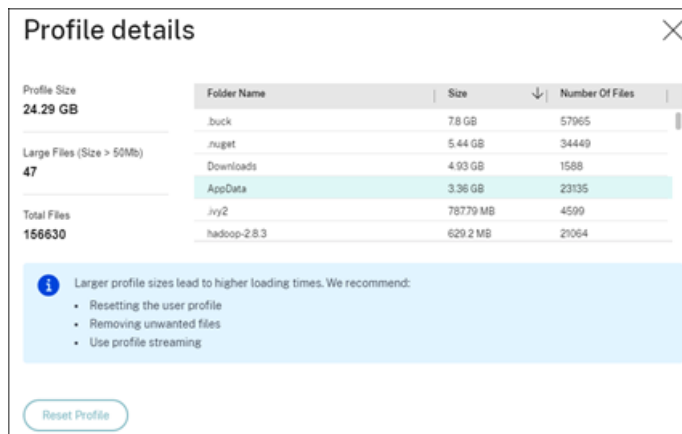 Profile details
Profile Size
24.29 GB
Large Files (Size > 50Mb)
47
Total Files
156630
Folder Name Size Number Of Files
.buck 7.8 GB 57965
.nuget 5.44 GB 34449
Downloads 4.93 GB 1588
AppData 3.36 GB 23135
.ivy2 787.79 MB 4599
hadoop-2.8.3 629.2 MB 21064
Larger profile sizes lead to higher loading times. We recommend:
• Resetting the user profile
• Removing unwanted files
• Use profile streaming
Reset Profile